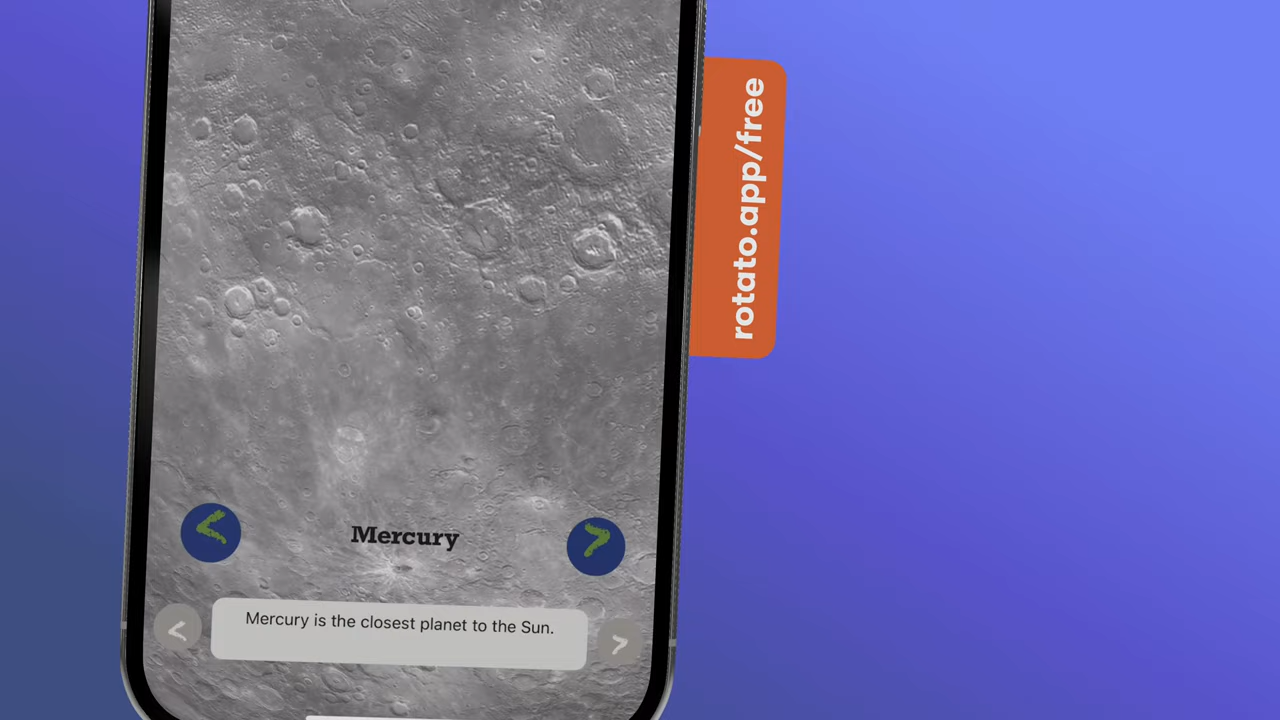 rotato.app/free
Mercury
Mercury is the closest planet to the Sun.